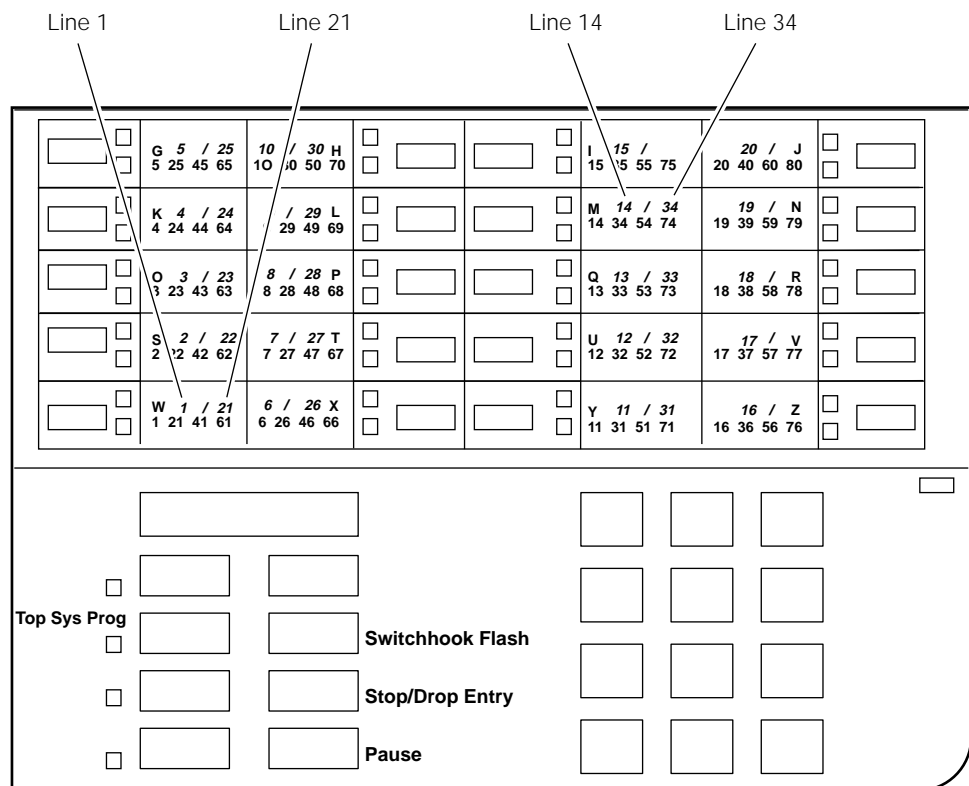 Line 1 Line 21 Line 14 Line 34
G 5 / 25 10 / 30 H I 15 / 20 / J
5 25 45 65 50 70 15 55 75 20 40 60 80
K 4 / 24 / 29 L M 14 / 34 19 / N
4 24 44 64 29 49 69 14 34 54 74 19 39 59 79
O 3 / 23 8 / 28 P Q 13 / 33 18 / R
23 43 63 8 28 48 68 13 33 53 73 18 38 58 78
S 2 / 22 7 / 27 T U 12 / 32 17 / V
2 42 62 7 27 47 67 12 32 52 72 17 37 57 77
W 1 / 21 6 / 26 X Y 11 / 31 16 / Z
1 21 41 61 6 26 46 66 11 31 51 71 16 36 56 76
Top Sys Prog
Switchhook Flash
Stop/Drop Entry
Pause